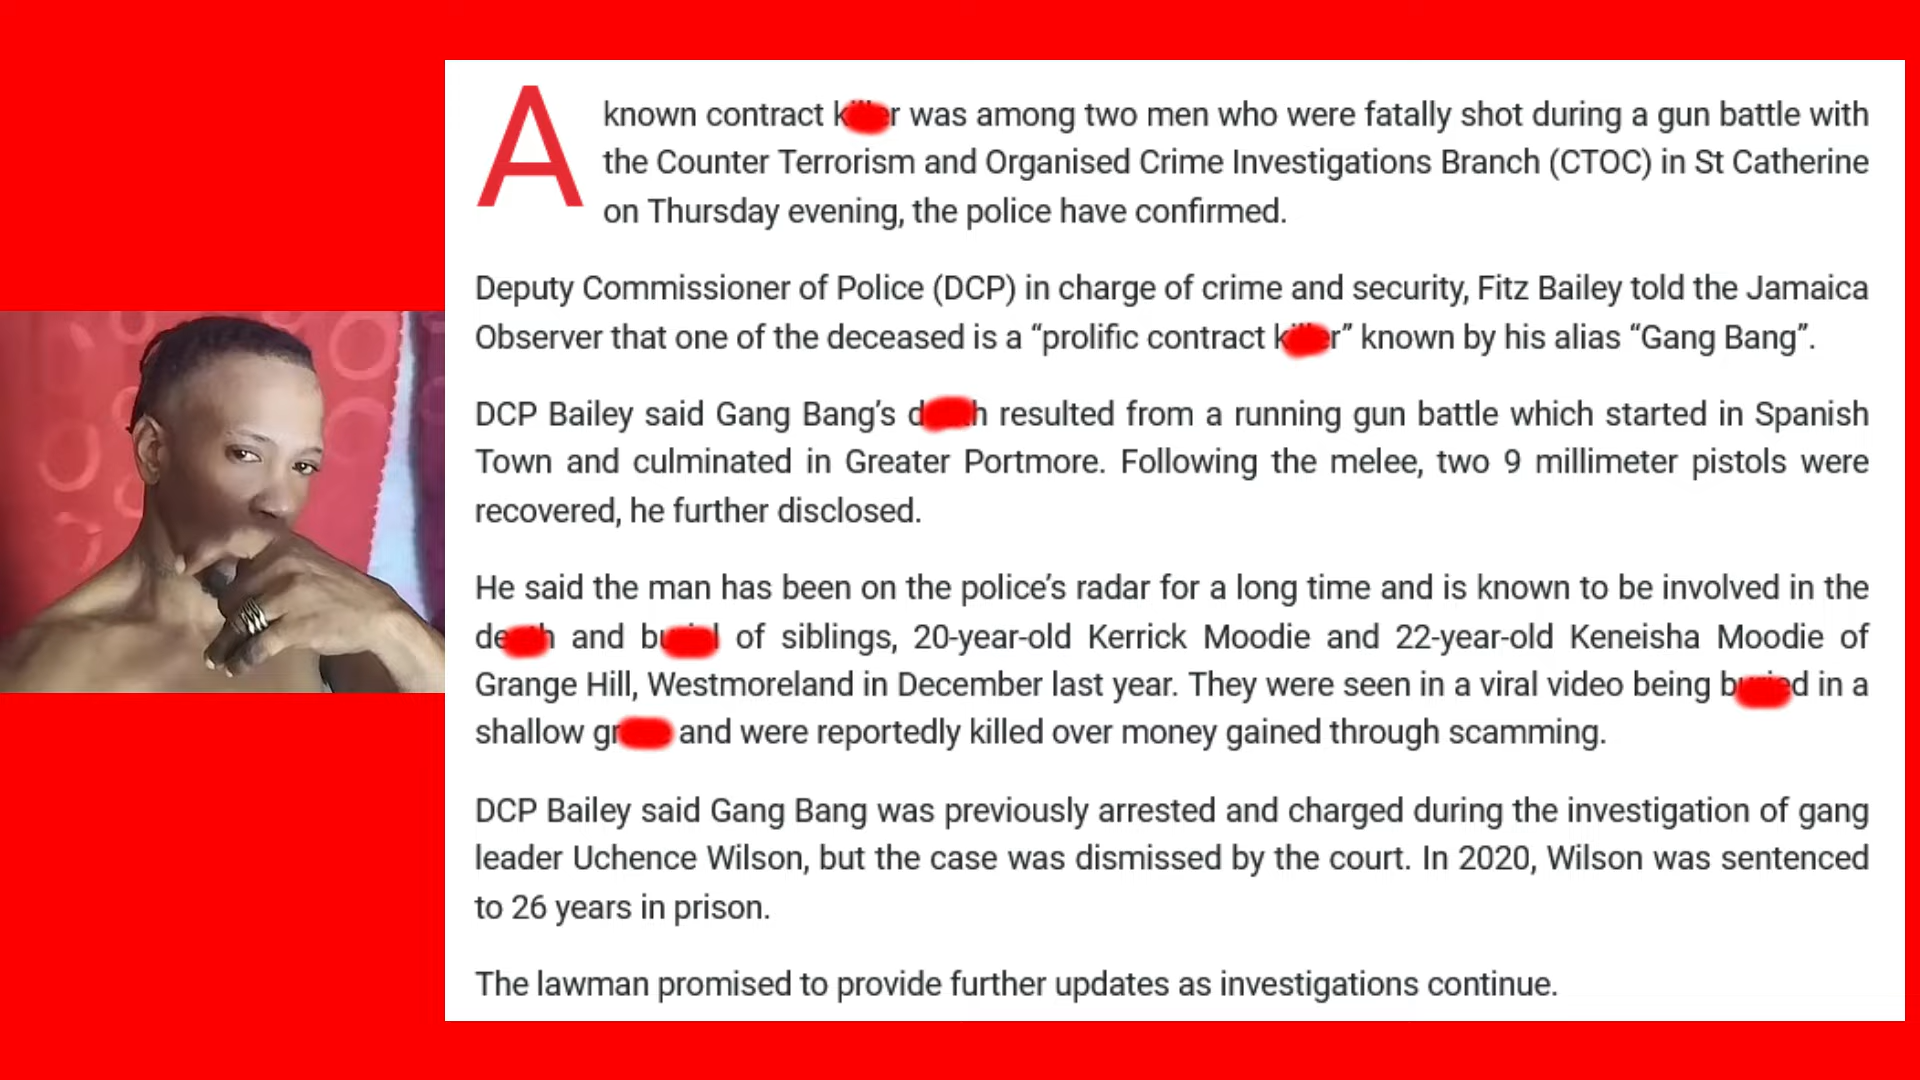 A known contract was among two men who were fatally shot during a gun battle with
the Counter Terrorism and Organised Crime Investigations Branch (CTOC) in St Catherine
on Thursday evening, the police have confirmed.
Deputy Commissioner of Police (DCP) in charge of crime and security, Fitz Bailey told the Jamaica
Observer that one of the deceased is a “prolific contract ” known by his alias “Gang Bang”.
DCP Bailey said Gang Bang’s resulted from a running gun battle which started in Spanish
Town and culminated in Greater Portmore. Following the melee, two 9 millimeter pistols were
recovered, he further disclosed.
He said the man has been on the police’s radar for a long time and is known to be involved in the
and of siblings, 20-year-old Kerrick Moodie and 22-year-old Keneisha Moodie of
Grange Hill, Westmoreland in December last year. They were seen in a viral video being in a
shallow and were reportedly killed over money gained through scamming.
DCP Bailey said Gang Bang was previously arrested and charged during the investigation of gang
leader Uchence Wilson, but the case was dismissed by the court. In 2020, Wilson was sentenced
to 26 years in prison.
The lawman promised to provide further updates as investigations continue.